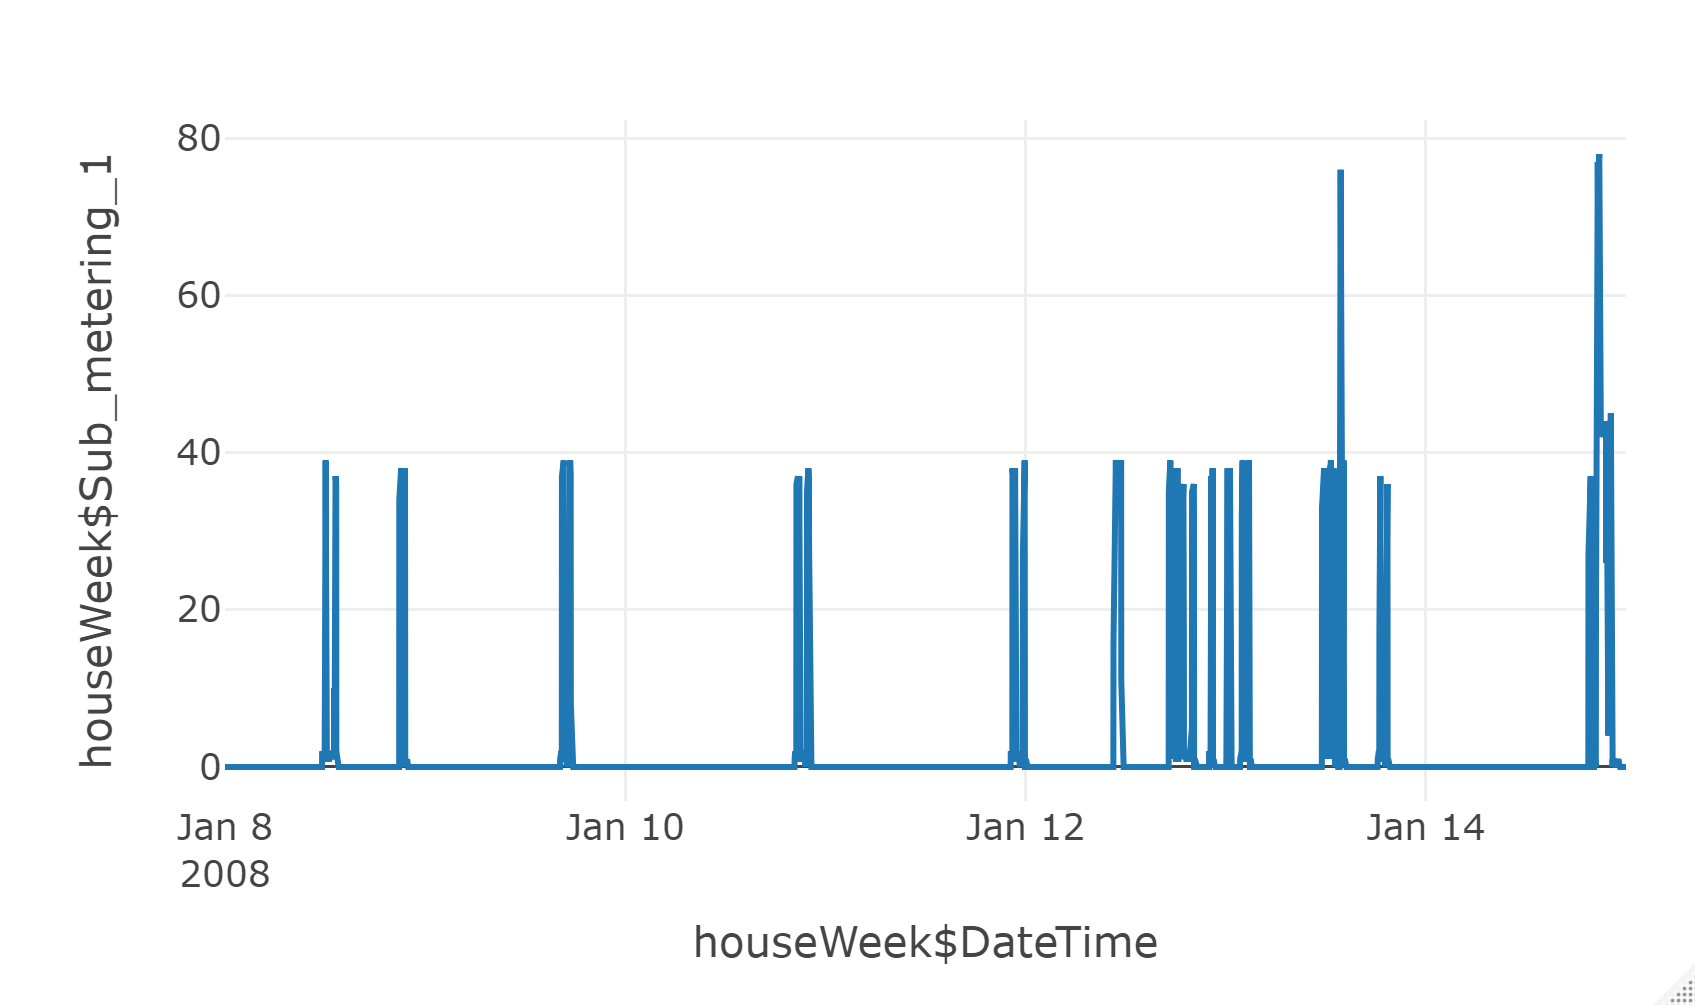 80
60
40
20
0
houseWeek$Sub_metering_1
Jan 8
2008
Jan 10
Jan 12
Jan 14
houseWeek$DateTime